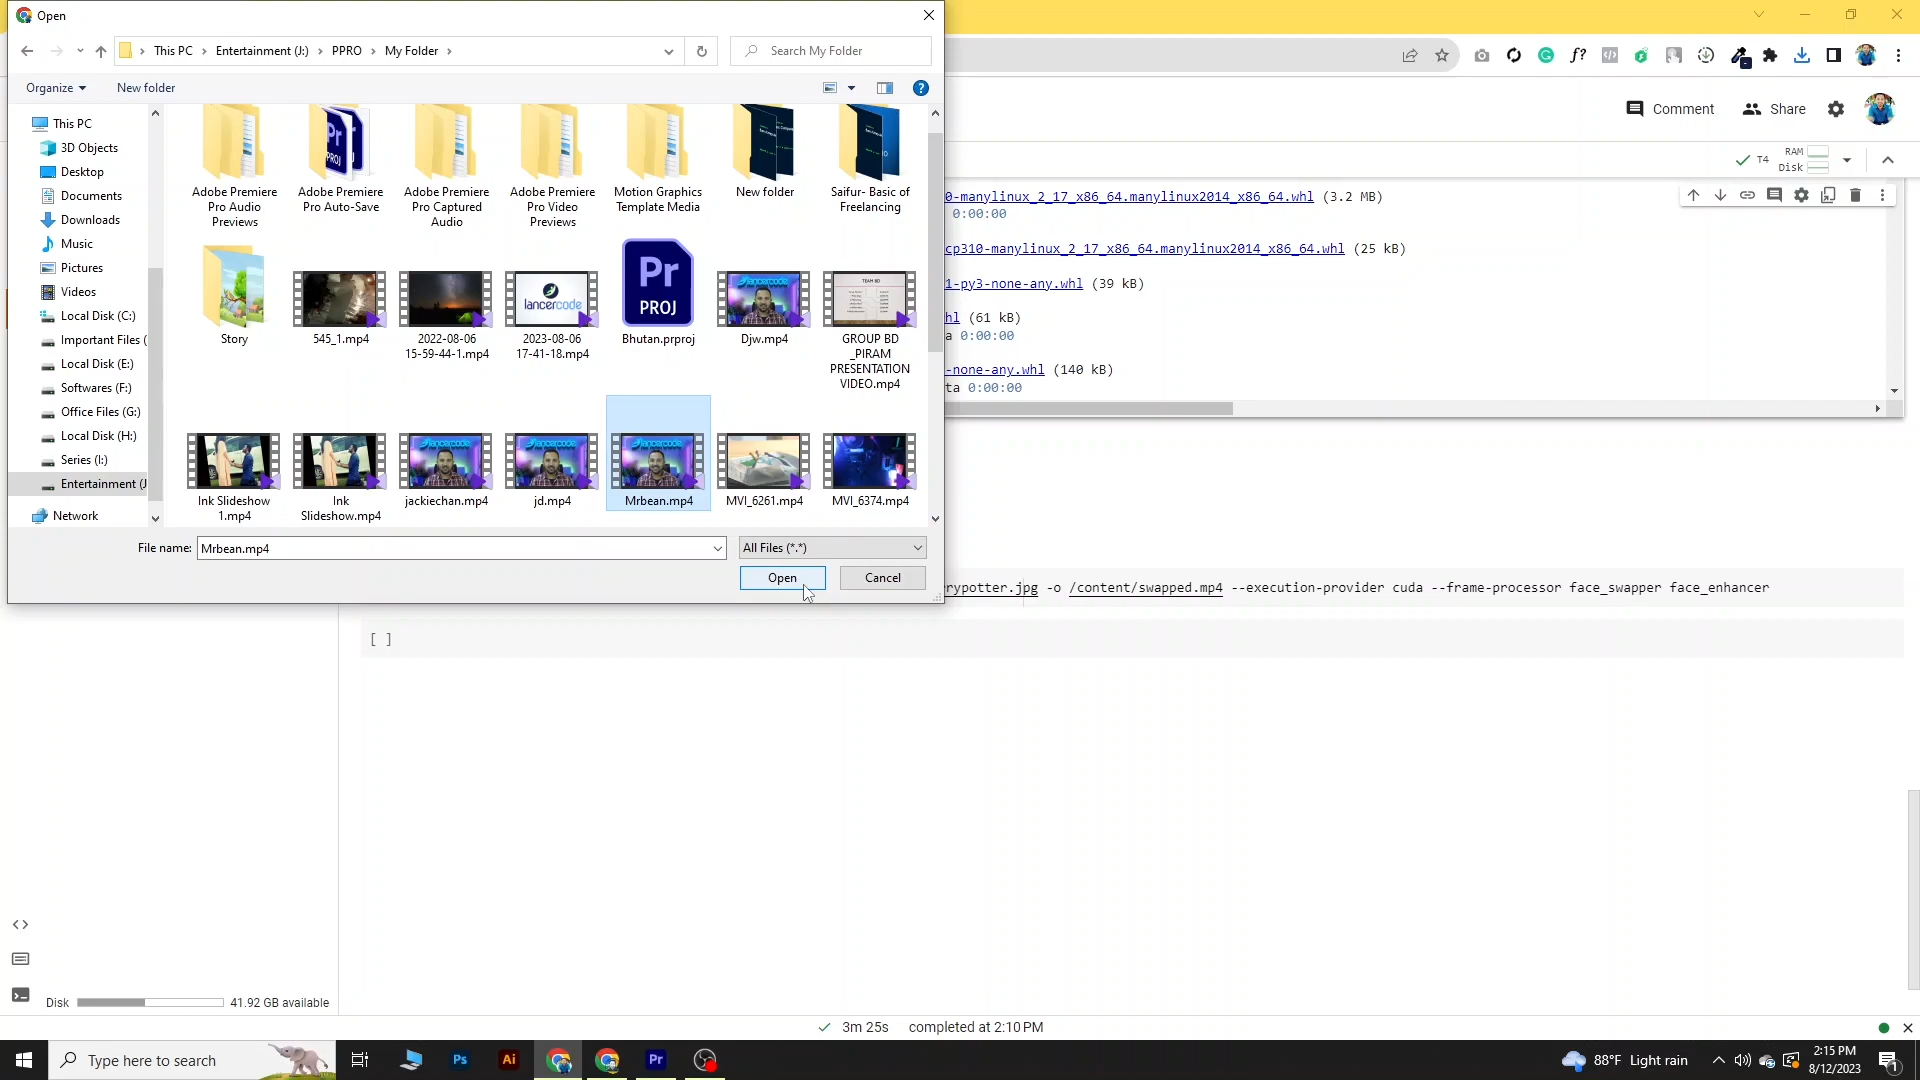 Open
This PC
Entertainment (J:)
PPRO
My Folder
Search My Folder
Organize
New folder
This PC
3D Objects
Desktop
Documents
Downloads
Music
Pictures
Videos
Local Disk (C:)
Important Files (
Local Disk (E:)
Softwares (F:)
Office Files (G:)
Local Disk (H:)
Series (I:)
Entertainment (J
Network
Adobe Premiere
Pro Audio
Previews
Adobe Premiere
Pro Auto-Save
Adobe Premiere
Pro Captured
Audio
Adobe Premiere
Pro Video
Previews
Motion Graphics
Template Media
New folder
Saifur- Basic of
Freelancing
Pr
PROJ
lancercode
Story
545_1.mp4
2022-08-06
15-59-44-1.mp4
2023-08-06
17-41-18.mp4
Bhutan.prproj
Djw.mp4
GROUP BD
_PIRAM
PRESENTATION
VIDEO.mp4
Ink Slideshow
1.mp4
Ink
Slideshow.mp4
jackiechan.mp4
jd.mp4
Mrbean.mp4
MVI_6261.mp4
MVI_6374.mp4
File name:
Mrbean.mp4
All Files (*.*)
Open
Cancel
Comment
Share
T4
RAM
Disk
0-manylinux_2_17_x86_64.manylinux2014_x86_64.whl (3.2 MB)
0:00:00
cp310-manylinux_2_17_x86_64.manylinux2014_x86_64.whl (25 kB)
1-py3-none-any.whl (39 kB)
hl (61 kB)
a 0:00:00
-none-any.whl (140 kB)
ta 0:00:00
rypotter.jpg -o /content/swapped.mp4 --execution-provider cuda --frame-processor face_swapper face_enhancer
[ ]
Disk
41.92 GB available
3m 25s
completed at 2:10 PM
Type here to search
Ps
Ai
Pr
88°F Light rain
2:15 PM
8/12/2023
1